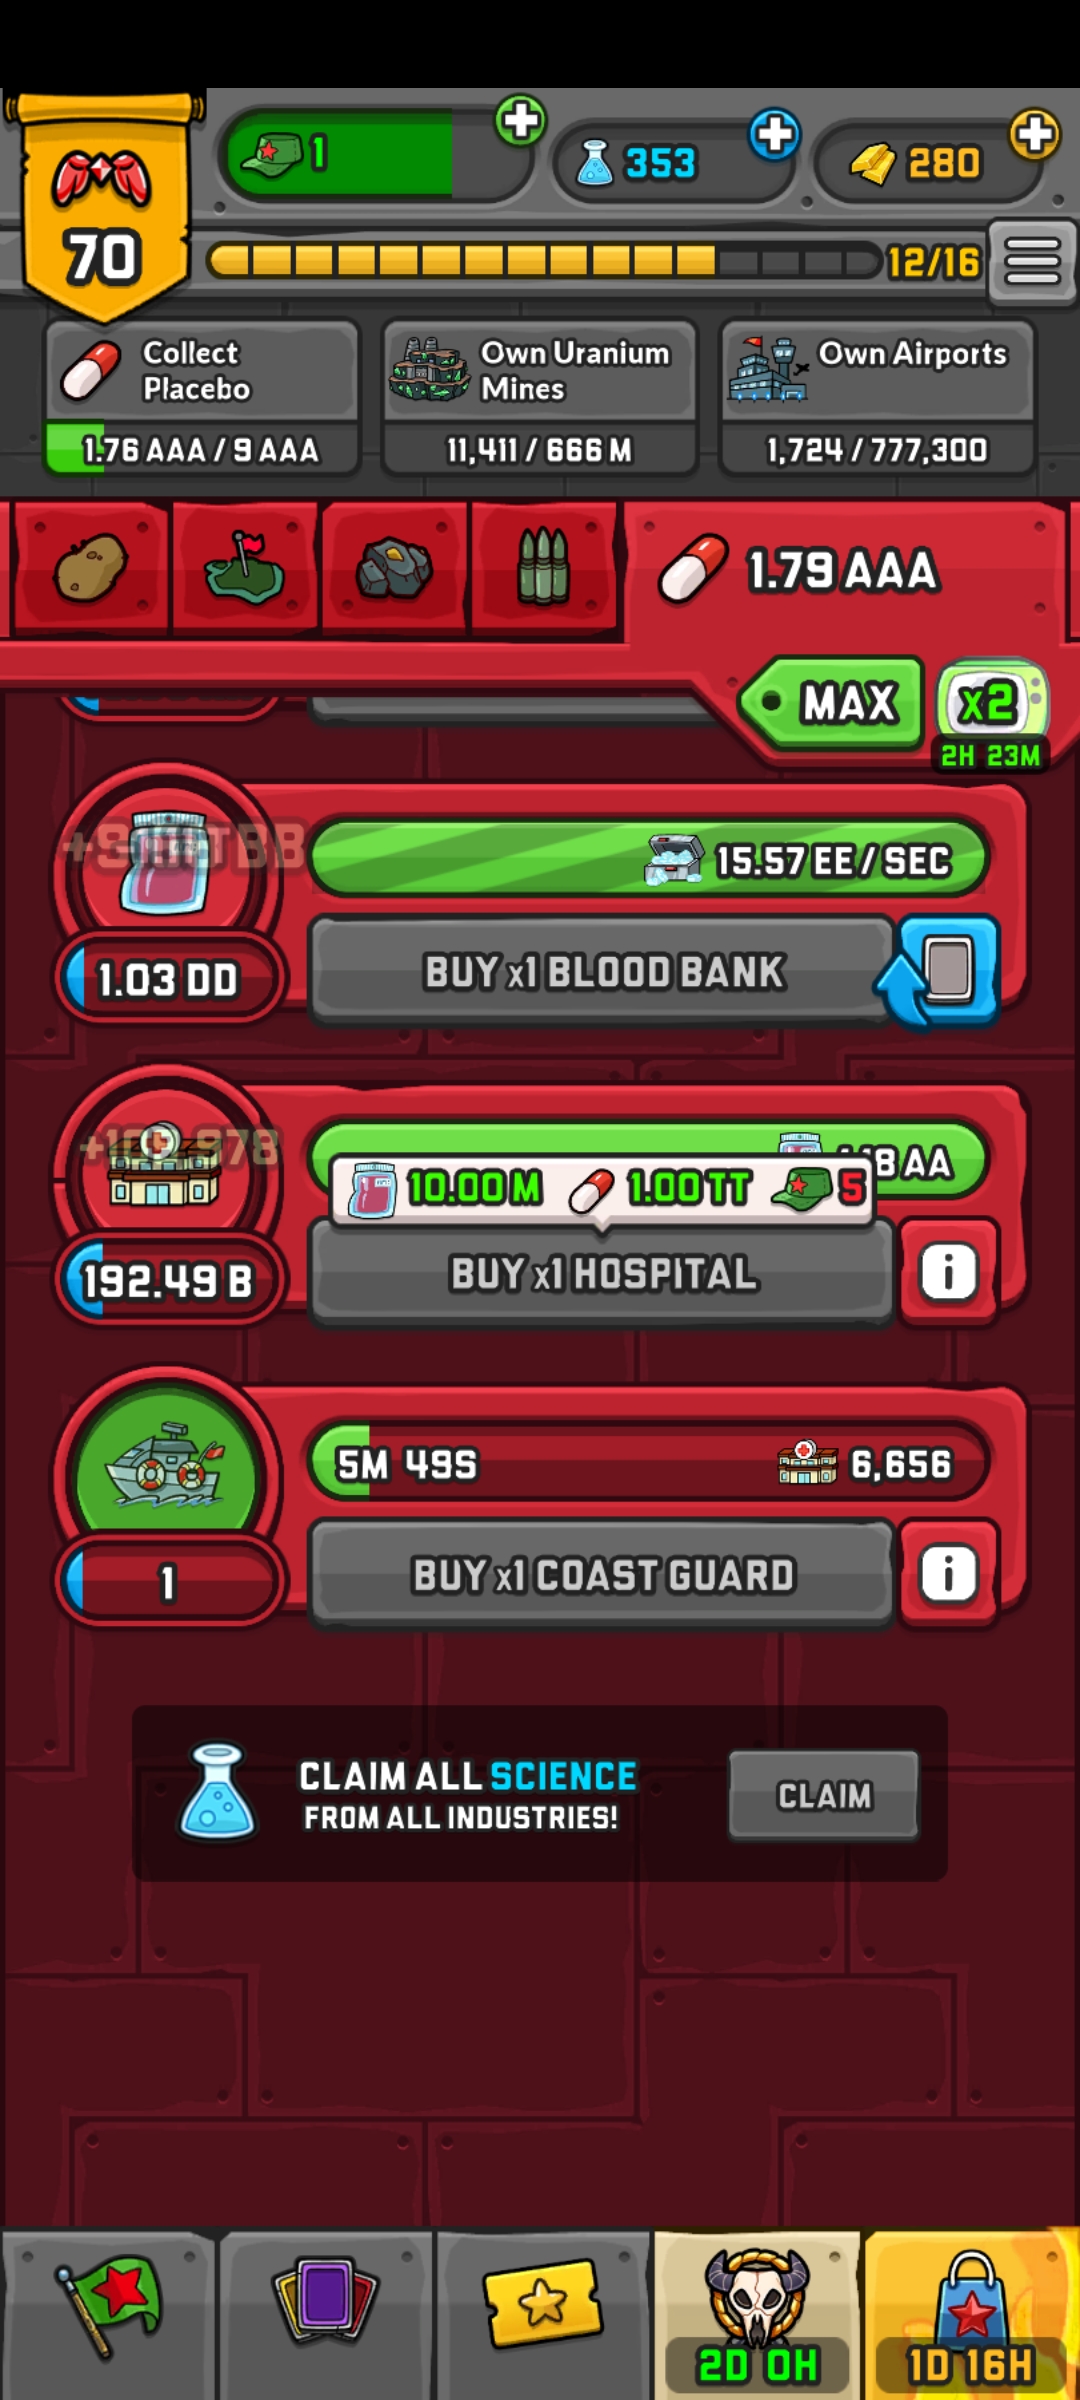 1
353
280
70
12/16
Collect
Placebo
Own Uranium
Mines
Own Airports
1.76 AAA / 9 AAA
11,411 / 666 M
1,724 / 777,300
1.79 AAA
MAX
x2
2H 23M
15.57 EE / SEC
BUY x1 BLOOD BANK
1.03 DD
8 AA
10.00 M
1.00 TT
5
BUY x1 HOSPITAL
i
192.49 B
5M 49S
6,656
BUY x1 COAST GUARD
i
1
CLAIM ALL SCIENCE
FROM ALL INDUSTRIES!
CLAIM
2D 0H
1D 16H